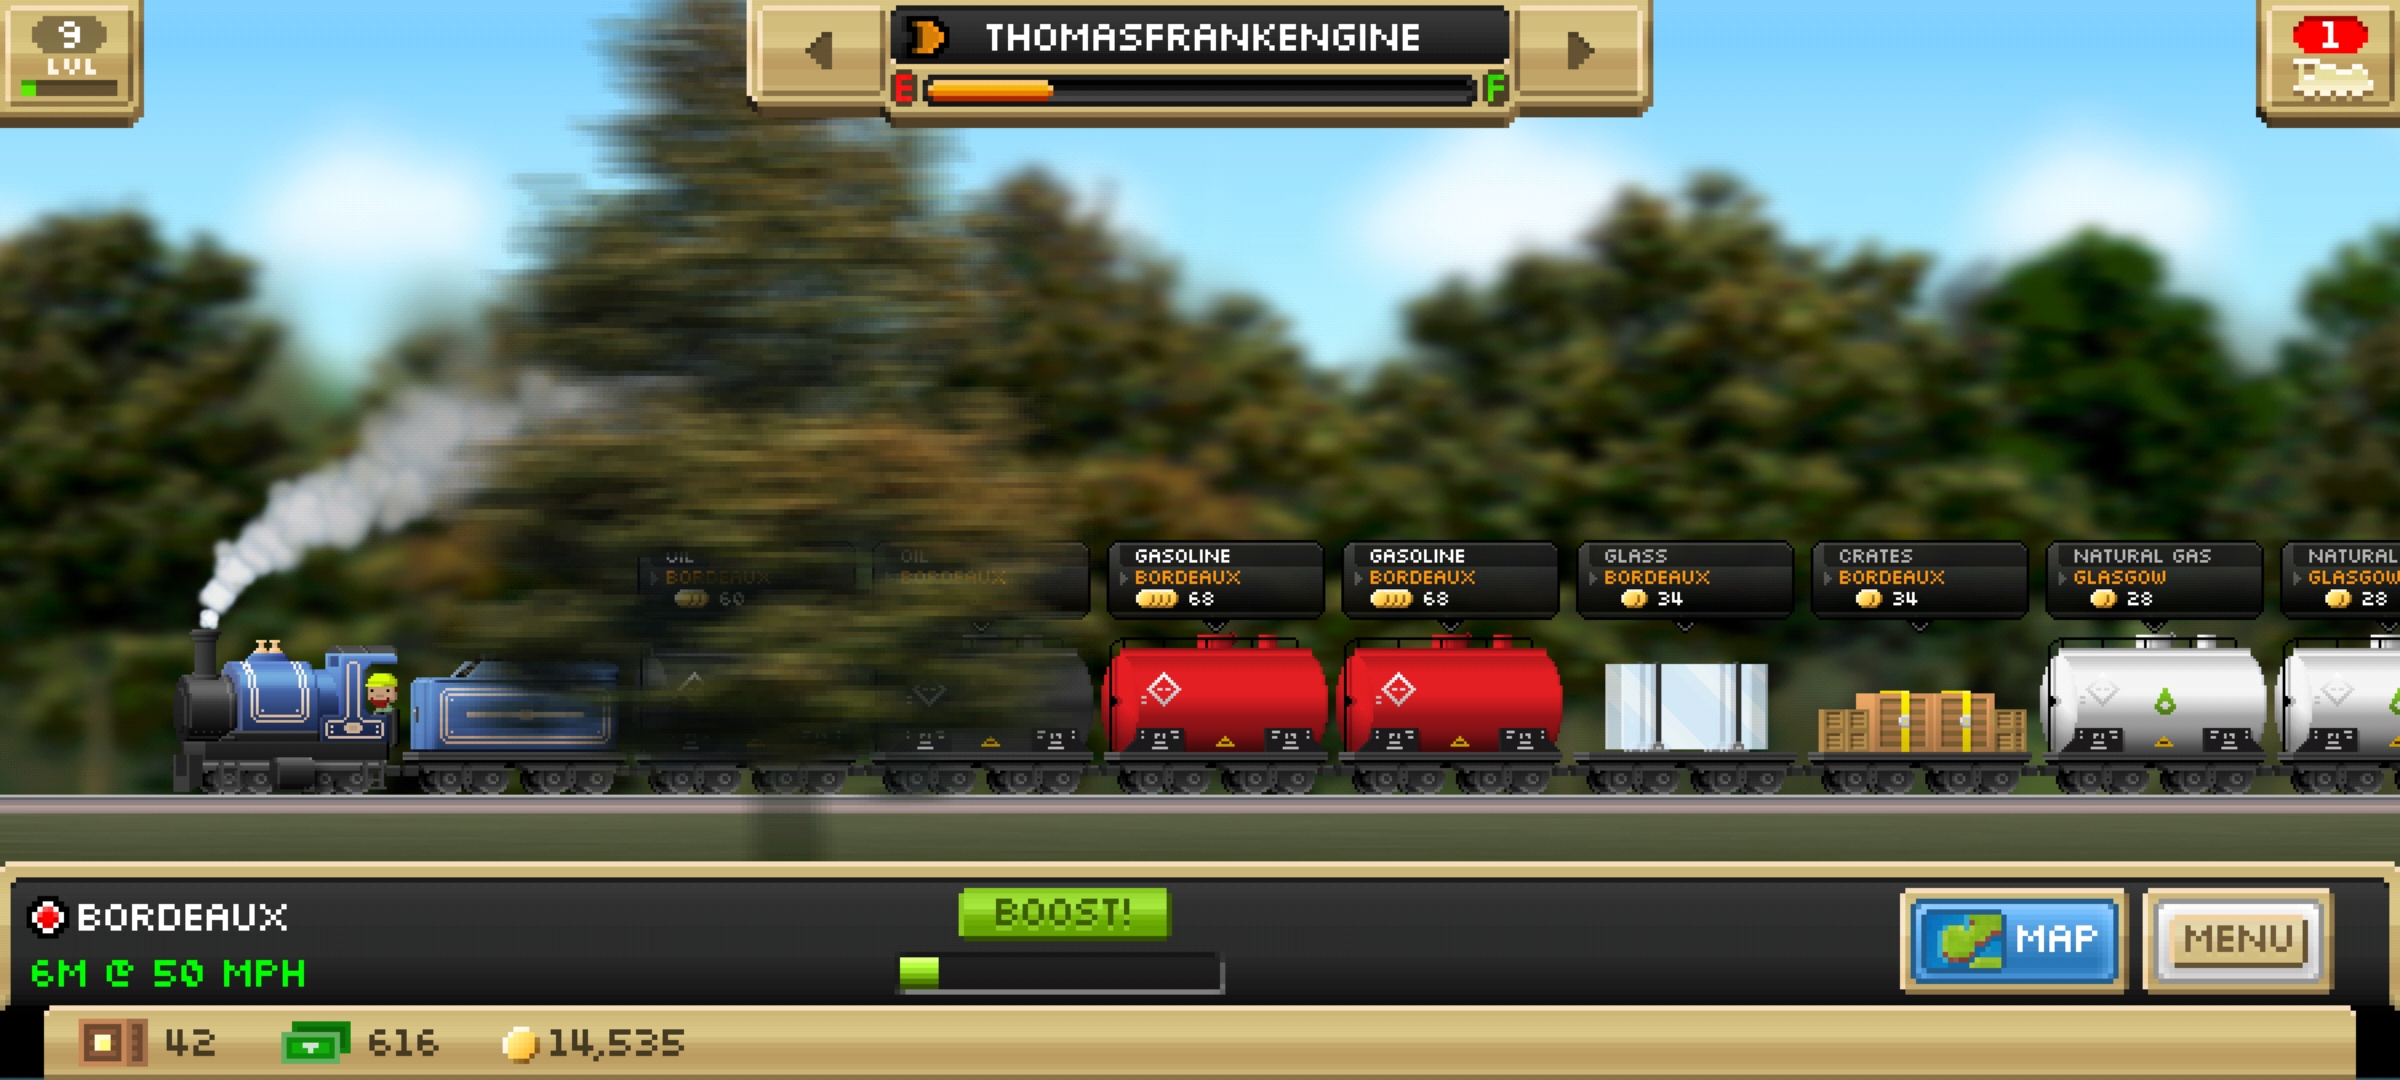 9
LVL
THOMASFRANKENGINE
E F
1
OIL
BORDEAUX
60
OIL
BORDEAUX
GASOLINE
BORDEAUX
68
GASOLINE
BORDEAUX
68
GLASS
BORDEAUX
34
CRATES
BORDEAUX
34
NATURAL GAS
GLASGOW
28
NATURAL
GLASGOW
28
BORDEAUX
6M @ 50 MPH
BOOST!
MAP
MENU
42 616 14,535